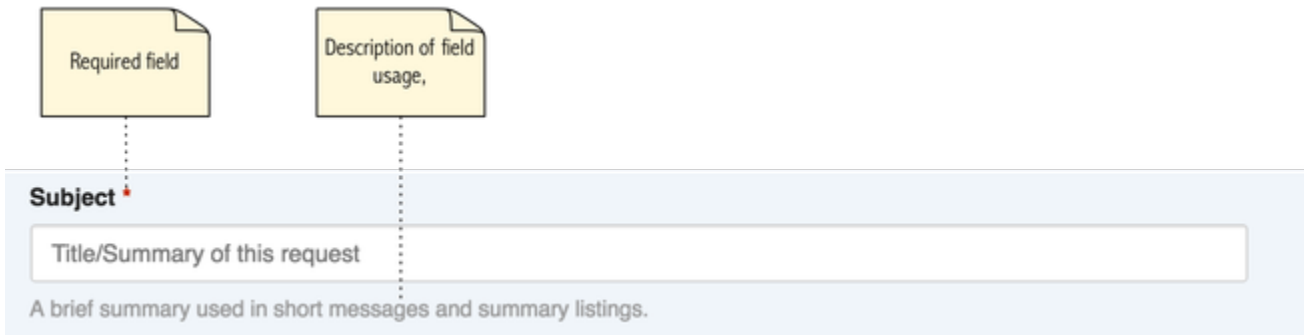 Required field
Description of field
usage,
Subject *
Title/Summary of this request
A brief summary used in short messages and summary listings.